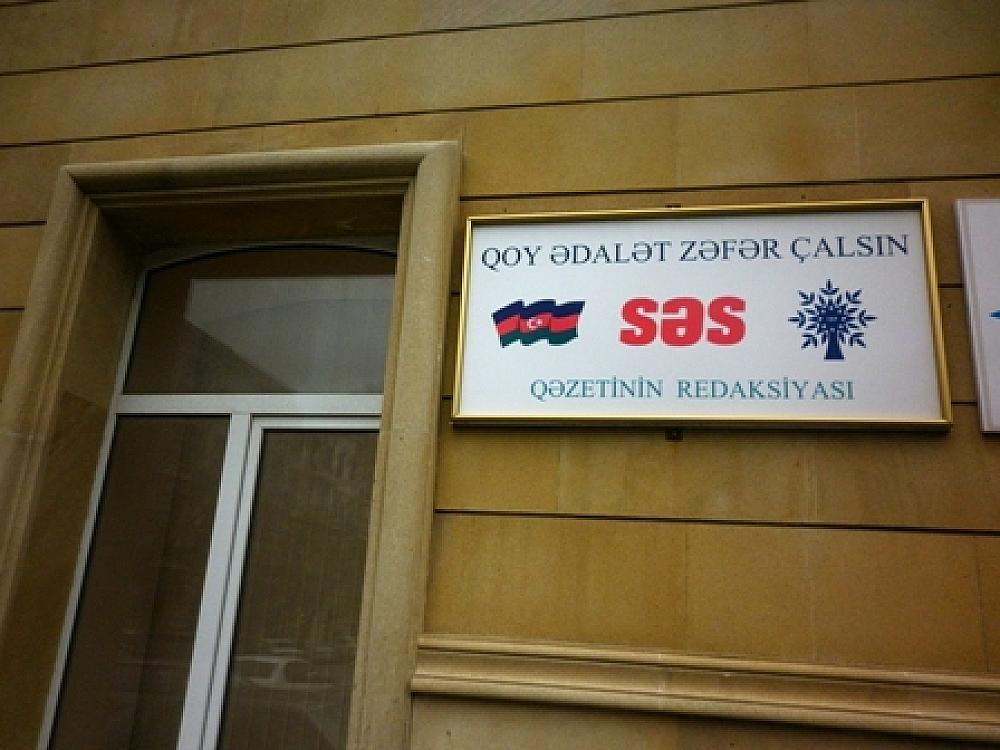 QOY ƏDALƏT ZƏFƏR ÇALSIN
səs
QƏZETİNİN REDAKSİYASI